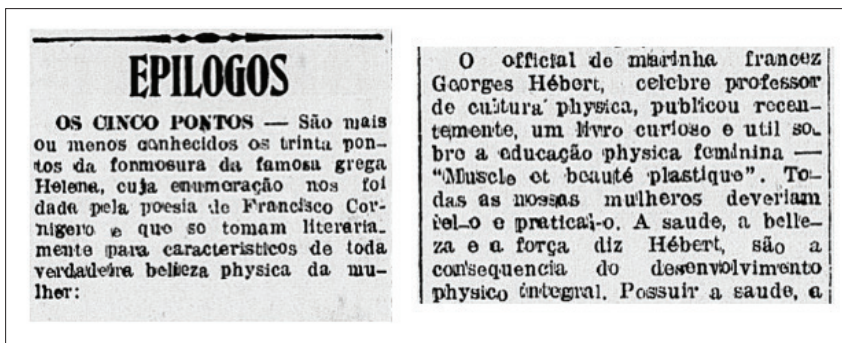 EPILOGOS
OS CINCO PONTOS — São mais
ou menos conhecidos os trinta pon-
tos da formosura da famosa grega
Helena, cuja enumeração nos foi
dada pela poesia de Francisco Cor-
nigero e que so tomam literaria_
mente para caracteristicos de toda
verdadeira belleza physica da mu-
lher:
O official de marinha francez
Georges Hébert, celebre professor
de cultura physica, publicou recen-
temente, um livro curioso e util so_
bro a educação physica feminina —
"Muscle et beauté plastique". To-
das as nossas mulheres deveriam
lel-o e pratical-o. A saude, a belle-
za e a força diz Hébert, são a
consequencia do desenvolvimento
physico integral. Possuir a saude, a